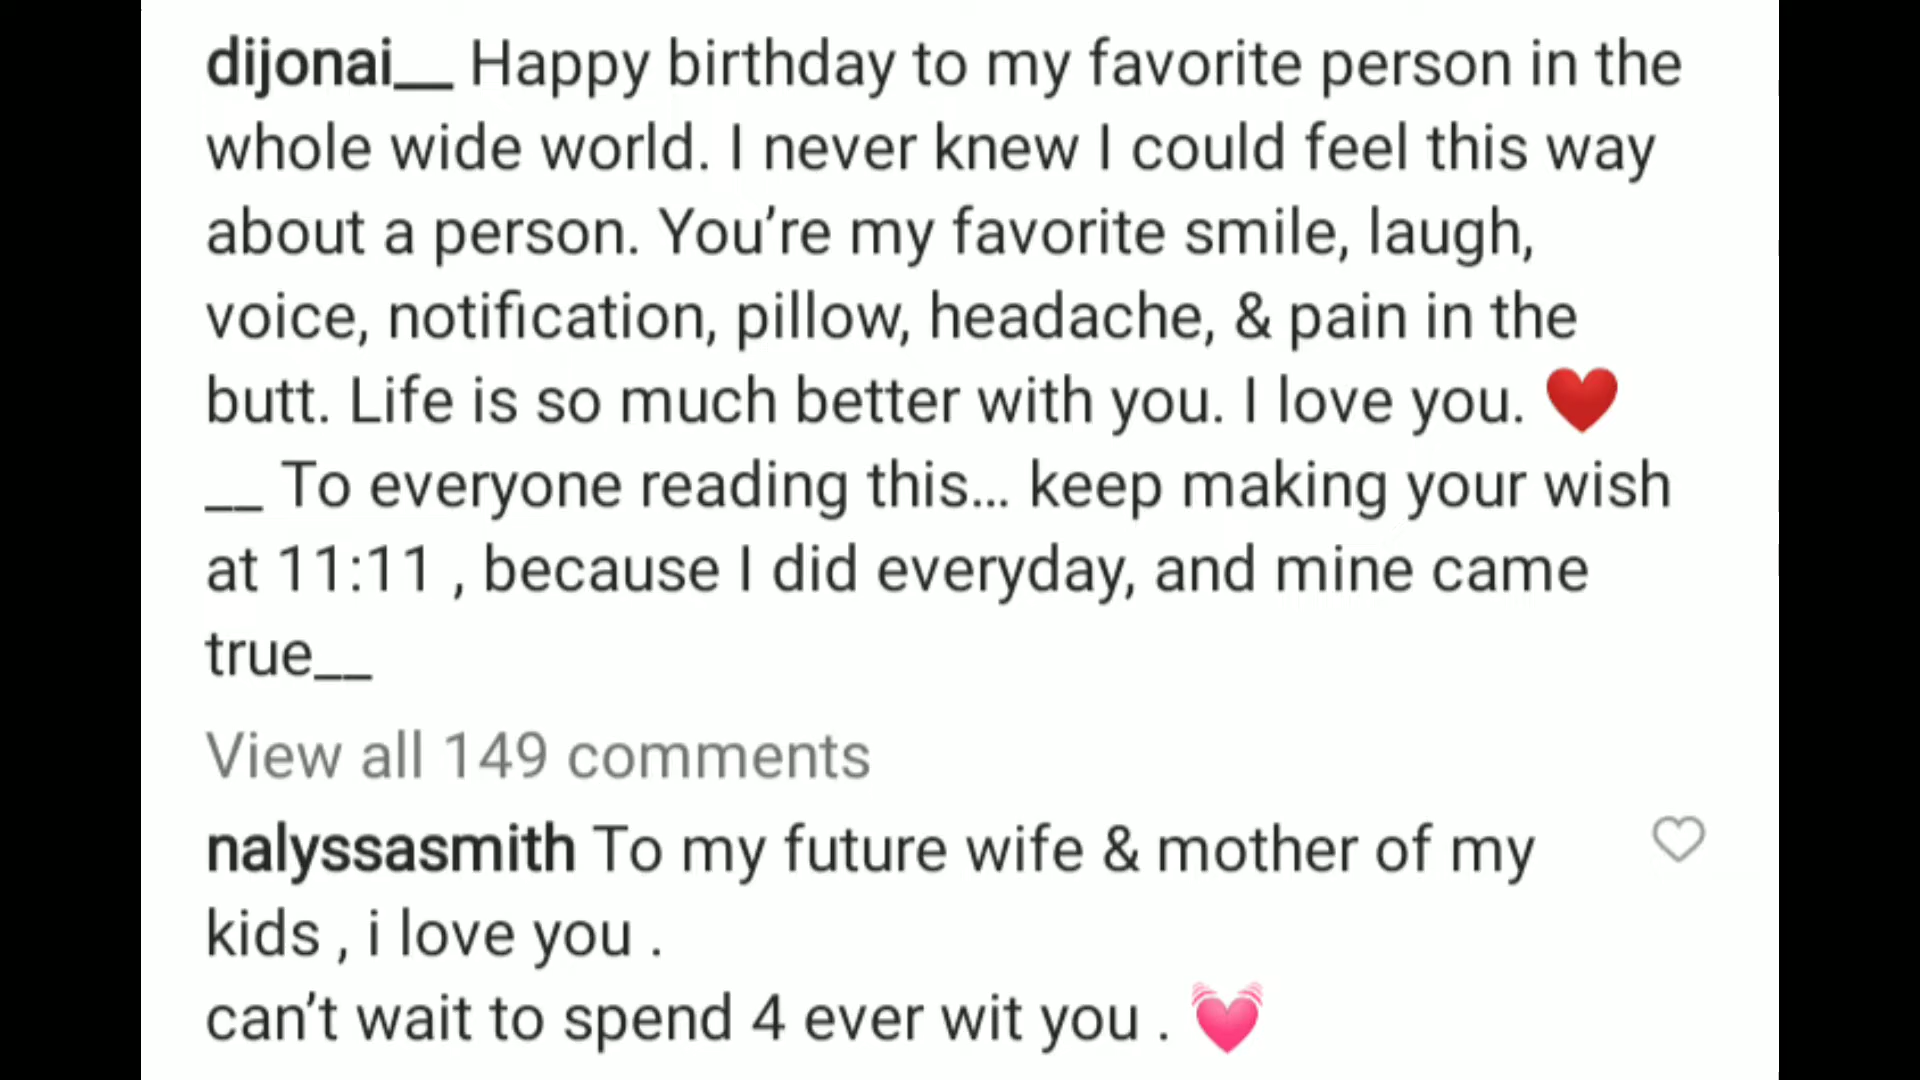 dijonai__ Happy birthday to my favorite person in the
whole wide world. I never knew I could feel this way
about a person. You’re my favorite smile, laugh,
voice, notification, pillow, headache, & pain in the
butt. Life is so much better with you. I love you. ❤️
__ To everyone reading this... keep making your wish
at 11:11 , because I did everyday, and mine came
true__
View all 149 comments
nalyssasmith To my future wife & mother of my
kids , i love you .
can’t wait to spend 4 ever wit you . 💓